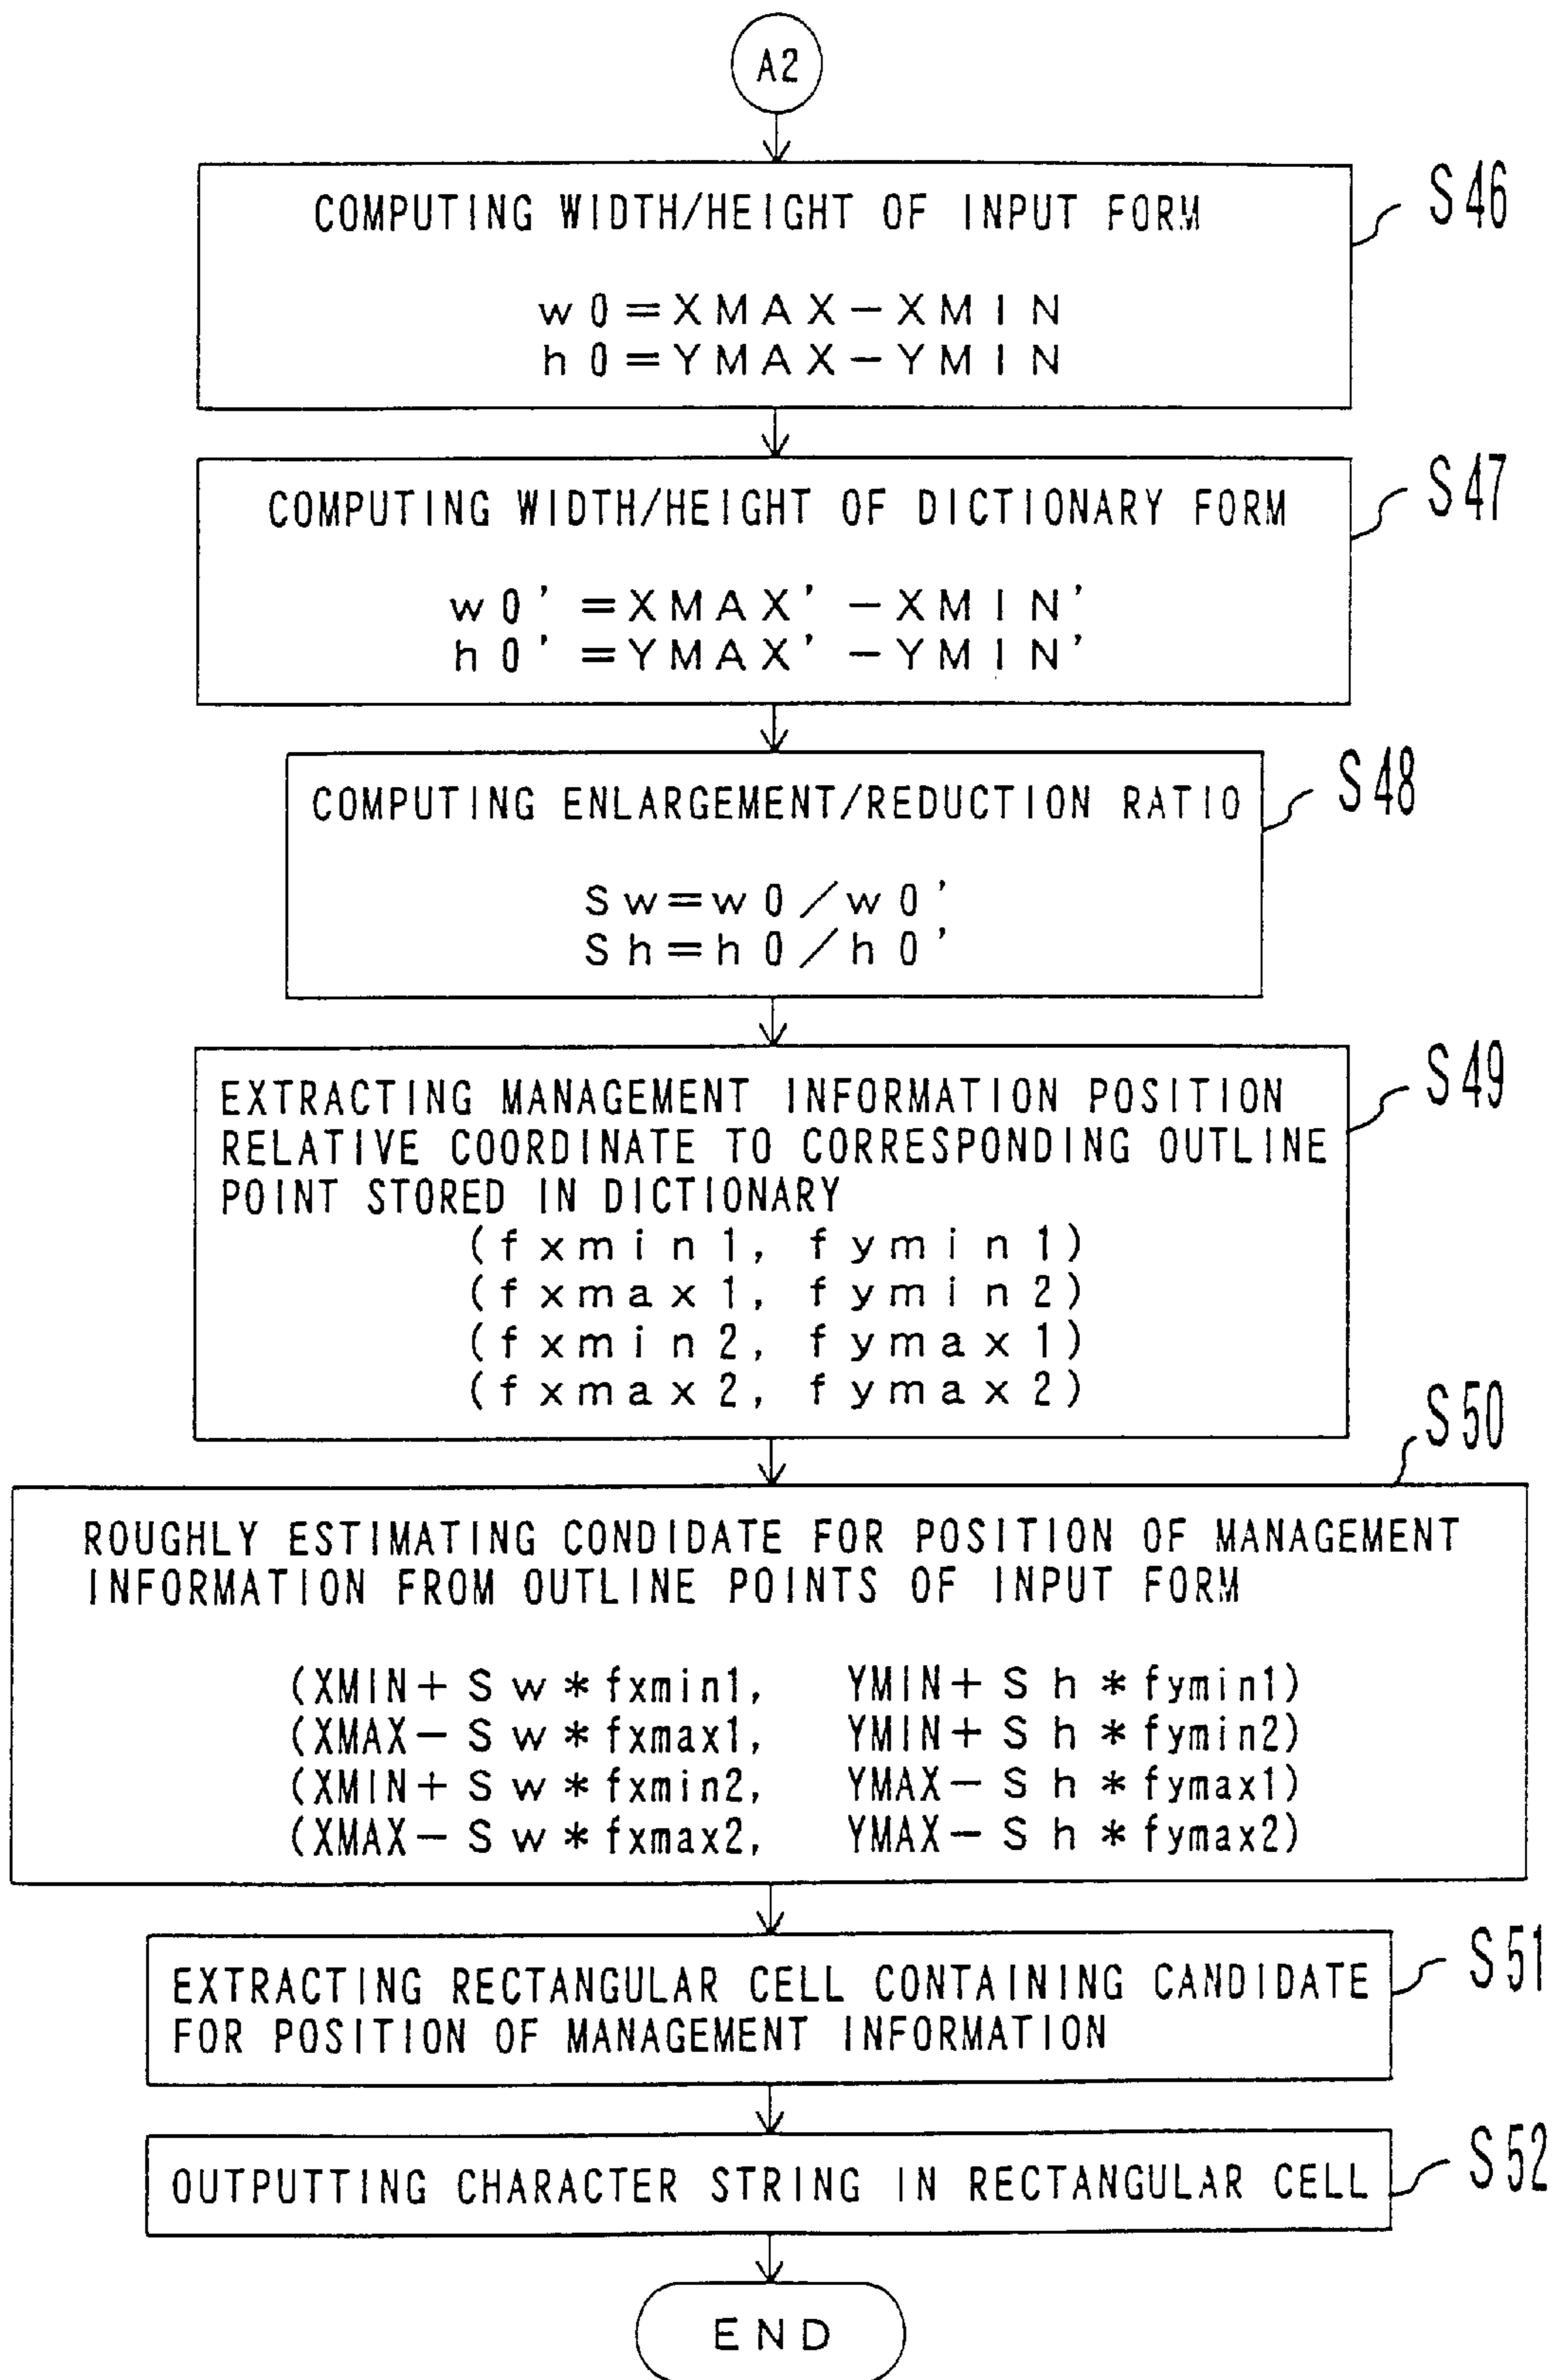 A2
COMPUTING WIDTH/HEIGHT OF INPUT FORM
S46
w0=XMAX-XMIN
h0=YMAX-YMIN
COMPUTING WIDTH/HEIGHT OF DICTIONARY FORM
S47
w0'=XMAX'-XMIN'
h0'=YMAX'-YMIN'
COMPUTING ENLARGEMENT/REDUCTION RATIO
S48
Sw=w0/w0'
Sh=h0/h0'
EXTRACTING MANAGEMENT INFORMATION POSITION
S49
RELATIVE COORDINATE TO CORRESPONDING OUTLINE
POINT STORED IN DICTIONARY
(fxmin1, fymin1)
(fxmax1, fymin2)
(fxmin2, fymax1)
(fxmax2, fymax2)
S50
ROUGHLY ESTIMATING CONDIDATE FOR POSITION OF MANAGEMENT
INFORMATION FROM OUTLINE POINTS OF INPUT FORM
(XMIN+Sw*fxmin1, YMIN+Sh*fymin1)
(XMAX-Sw*fxmax1, YMIN+Sh*fymin2)
(XMIN+Sw*fxmin2, YMAX-Sh*fymax1)
(XMAX-Sw*fxmax2, YMAX-Sh*fymax2)
EXTRACTING RECTANGULAR CELL CONTAINING CANDIDATE
S51
FOR POSITION OF MANAGEMENT INFORMATION
OUTPUTTING CHARACTER STRING IN RECTANGULAR CELL
S52
END